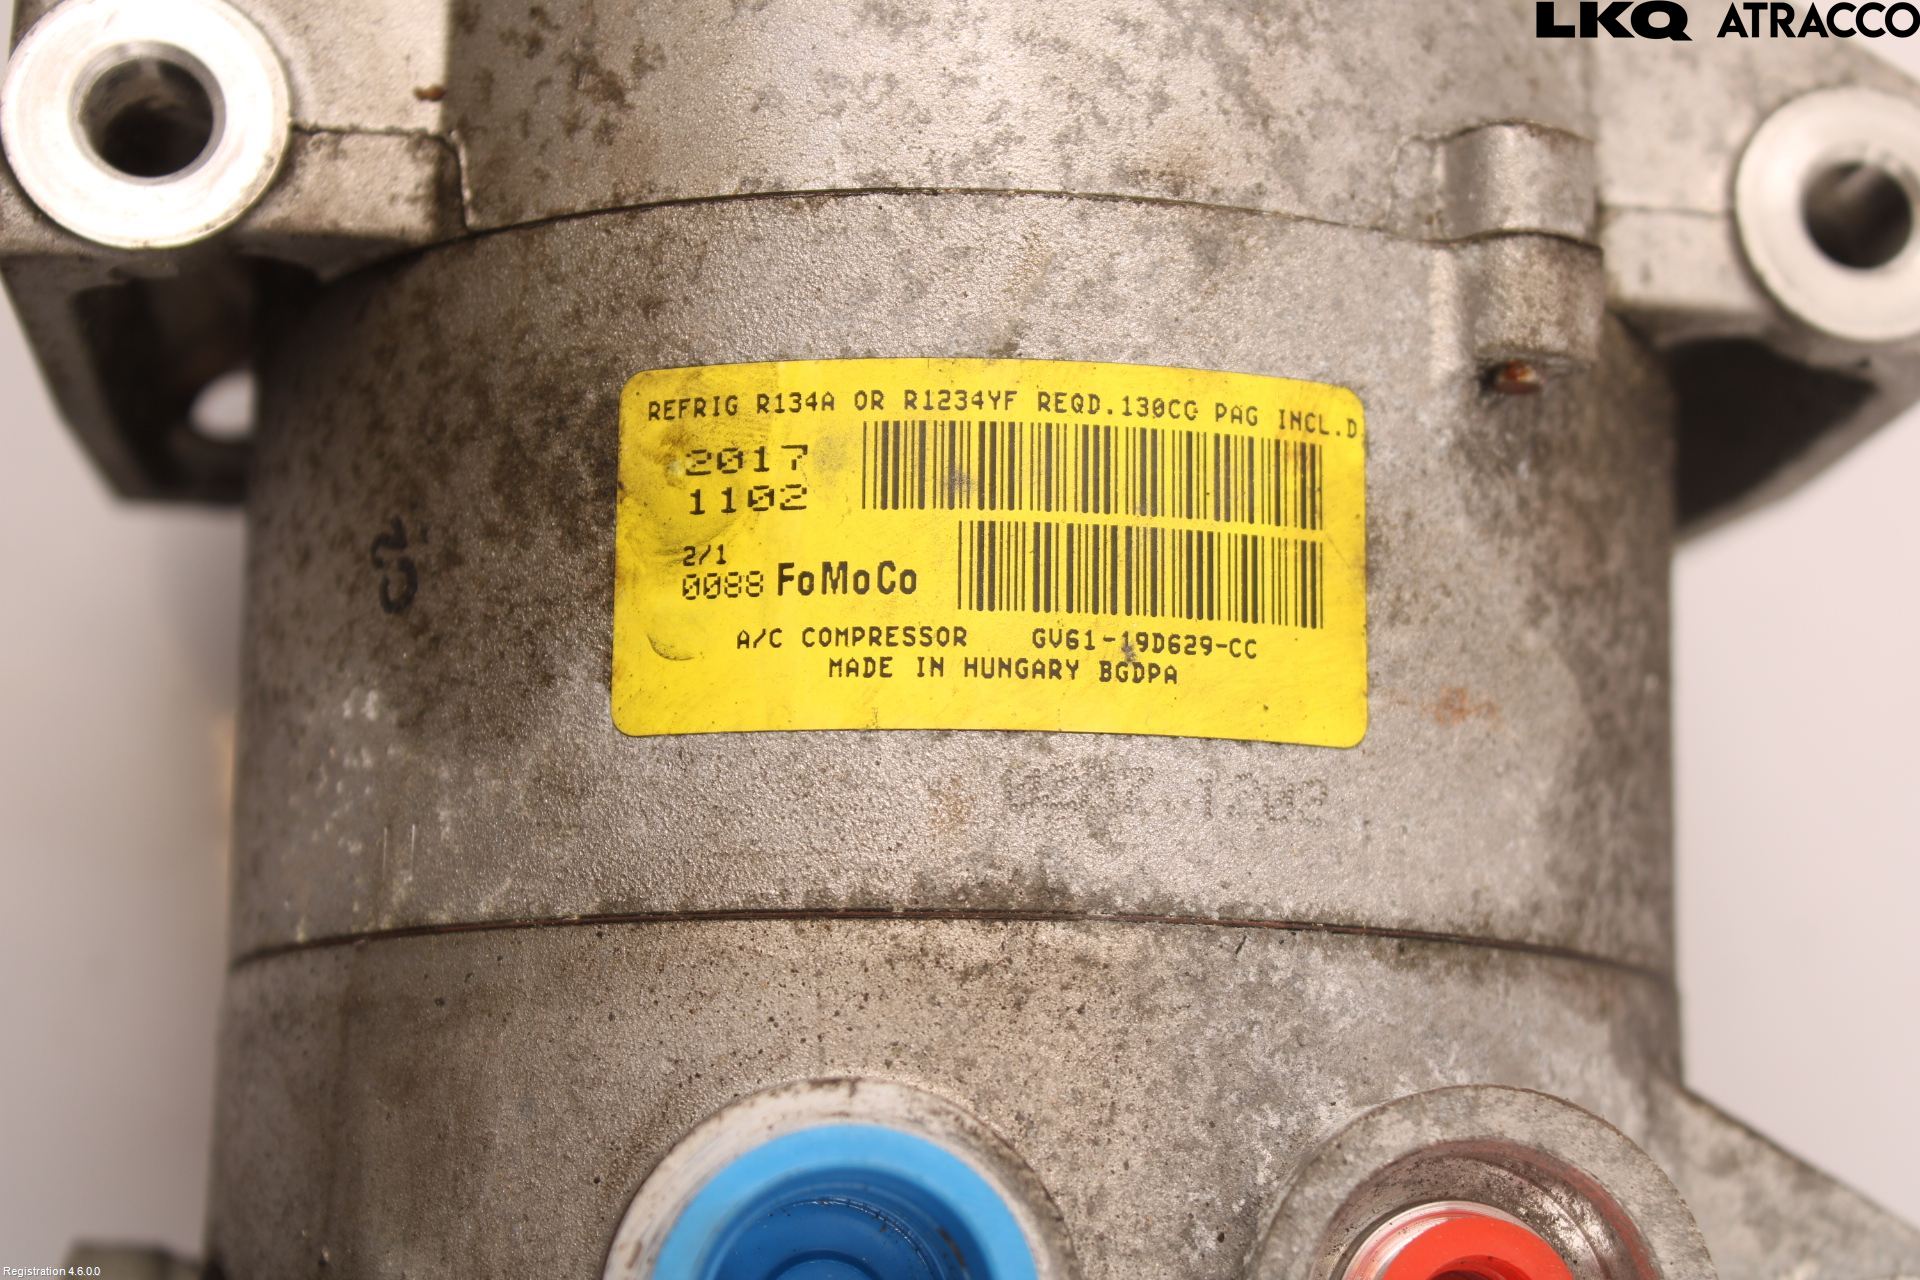 LKQ ATRACCO
REFRIG R134A OR R1234YF REQD.130CC PAG INCL.D
2017
1102
2/1
0088 FoMoCo
A/C COMPRESSOR GV61-19D629-CC
MADE IN HUNGARY BGDPA
Registration 4.6.0.0